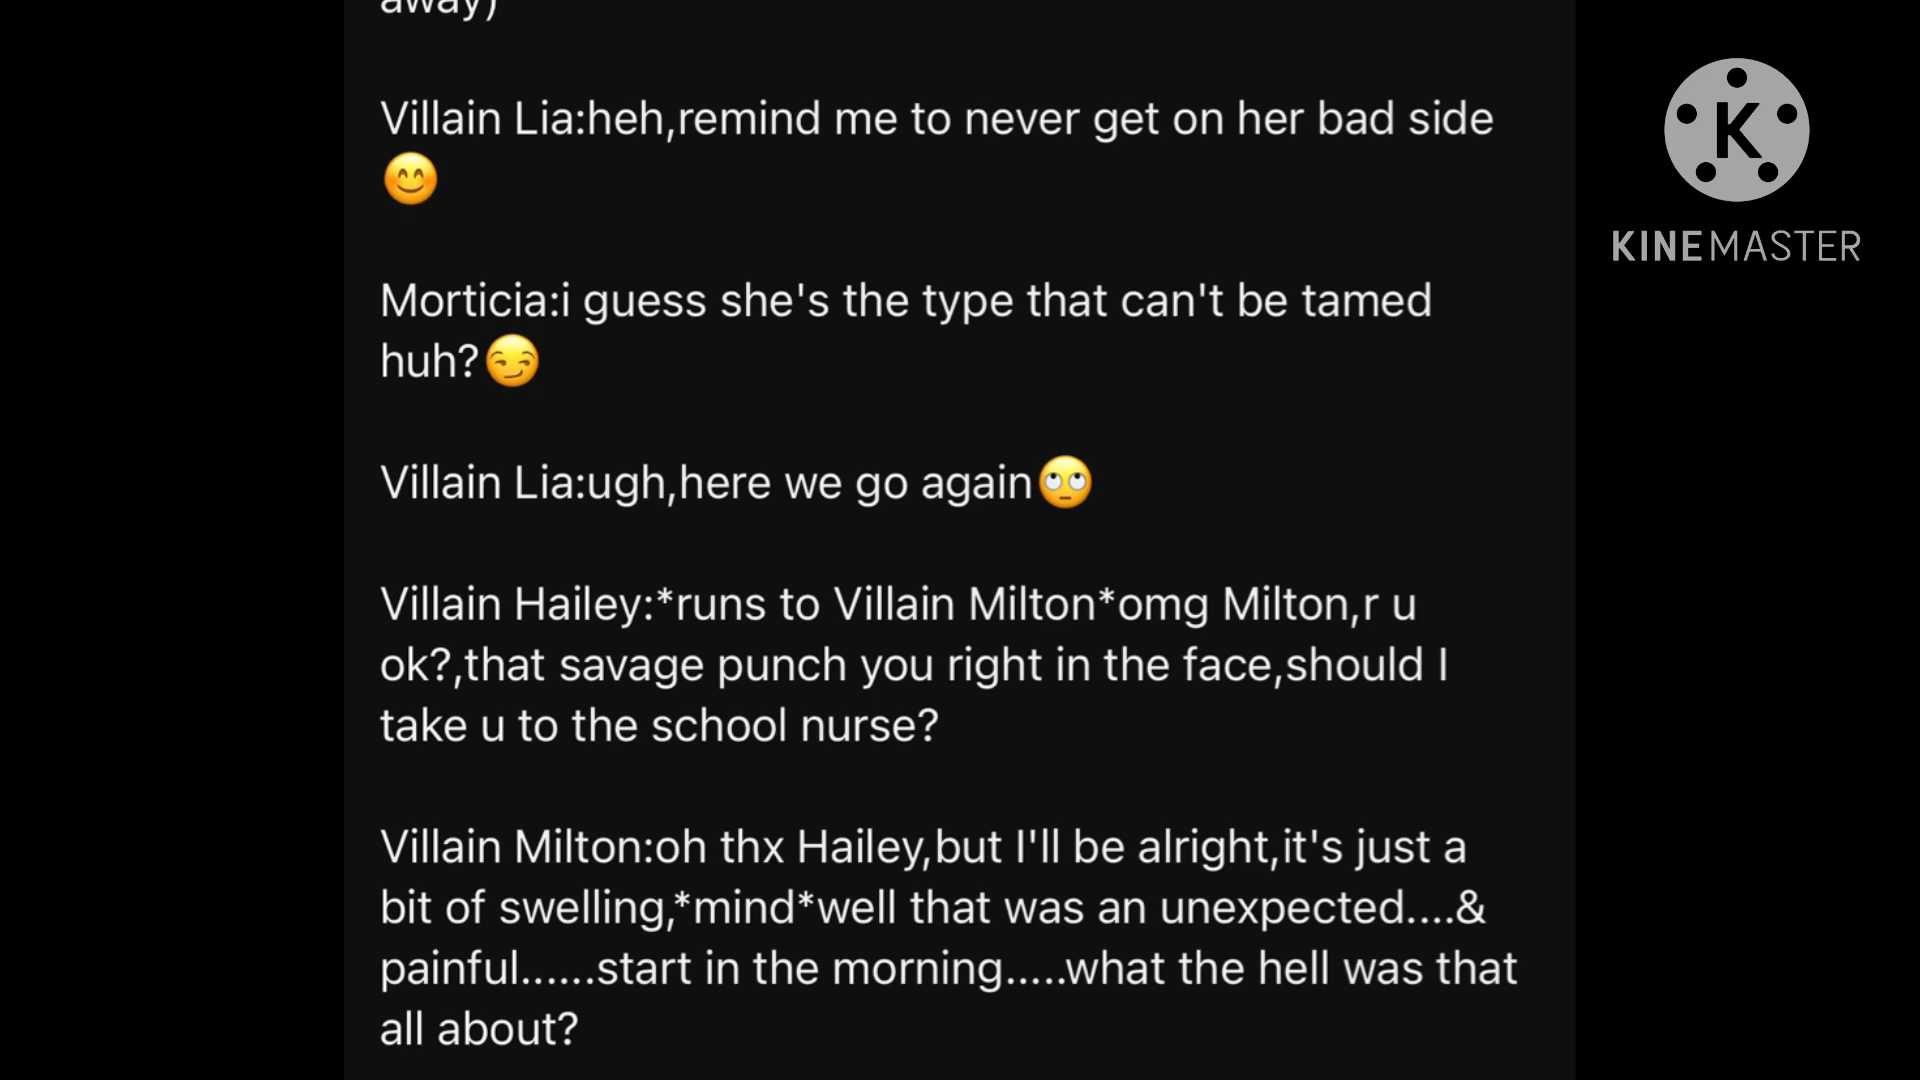 away)
Villain Lia:heh,remind me to never get on her bad side
😊
Morticia:i guess she's the type that can't be tamed
huh?😏
Villain Lia:ugh,here we go again🙄
Villain Hailey:*runs to Villain Milton*omg Milton,r u
ok?,that savage punch you right in the face,should I
take u to the school nurse?
Villain Milton:oh thx Hailey,but I'll be alright,it's just a
bit of swelling,*mind*well that was an unexpected....&
painful......start in the morning.....what the hell was that
all about?
K
KINEMASTER